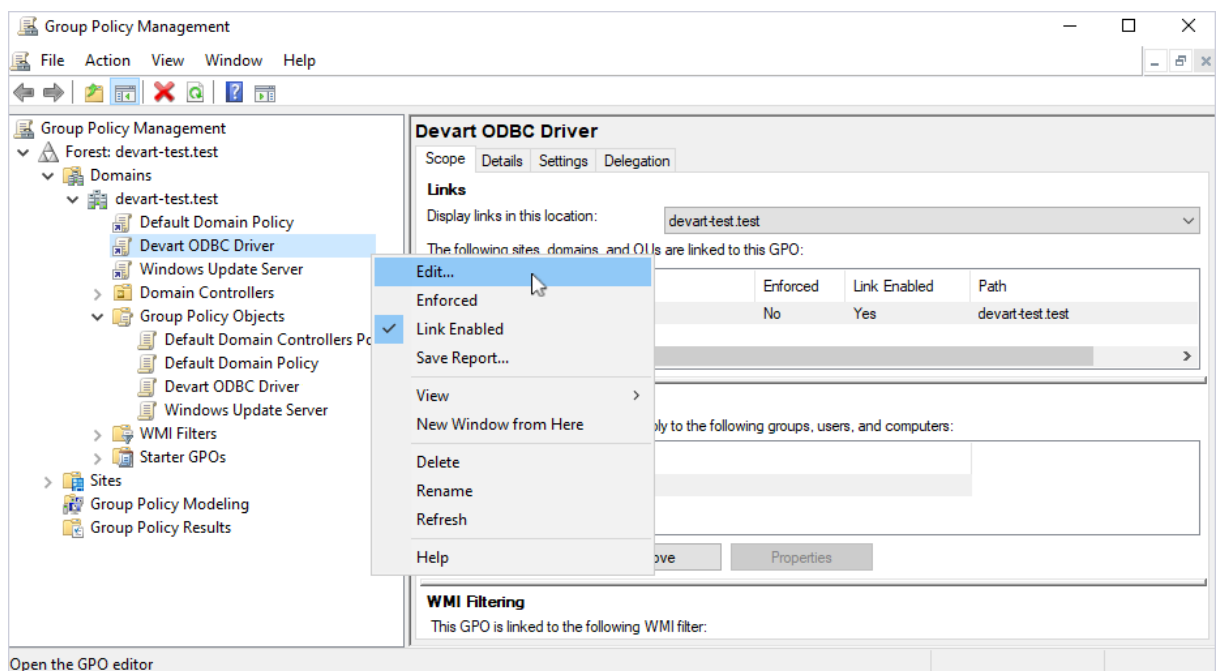 Group Policy Management
File Action View Window Help
Group Policy Management
Forest: devart-test.test
Domains
devart-test.test
Default Domain Policy
Devart ODBC Driver
Windows Update Server
Domain Controllers
Group Policy Objects
Default Domain Controllers
Default Domain Policy
Devart ODBC Driver
Windows Update Server
WMI Filters
Starter GPOs
Sites
Group Policy Modeling
Group Policy Results
Edit...
Enforced
Link Enabled
Save Report...
View
New Window from Here
Delete
Rename
Refresh
Help
Devart ODBC Driver
Scope Details Settings Delegation
Links
Display links in this location: devart-test.test
The following sites, domains, and OUs are linked to this GPO:
Enforced Link Enabled Path
No Yes devart-test.test
to the following groups, users, and computers:
Properties
WMI Filtering
This GPO is linked to the following WMI filter:
Open the GPO editor